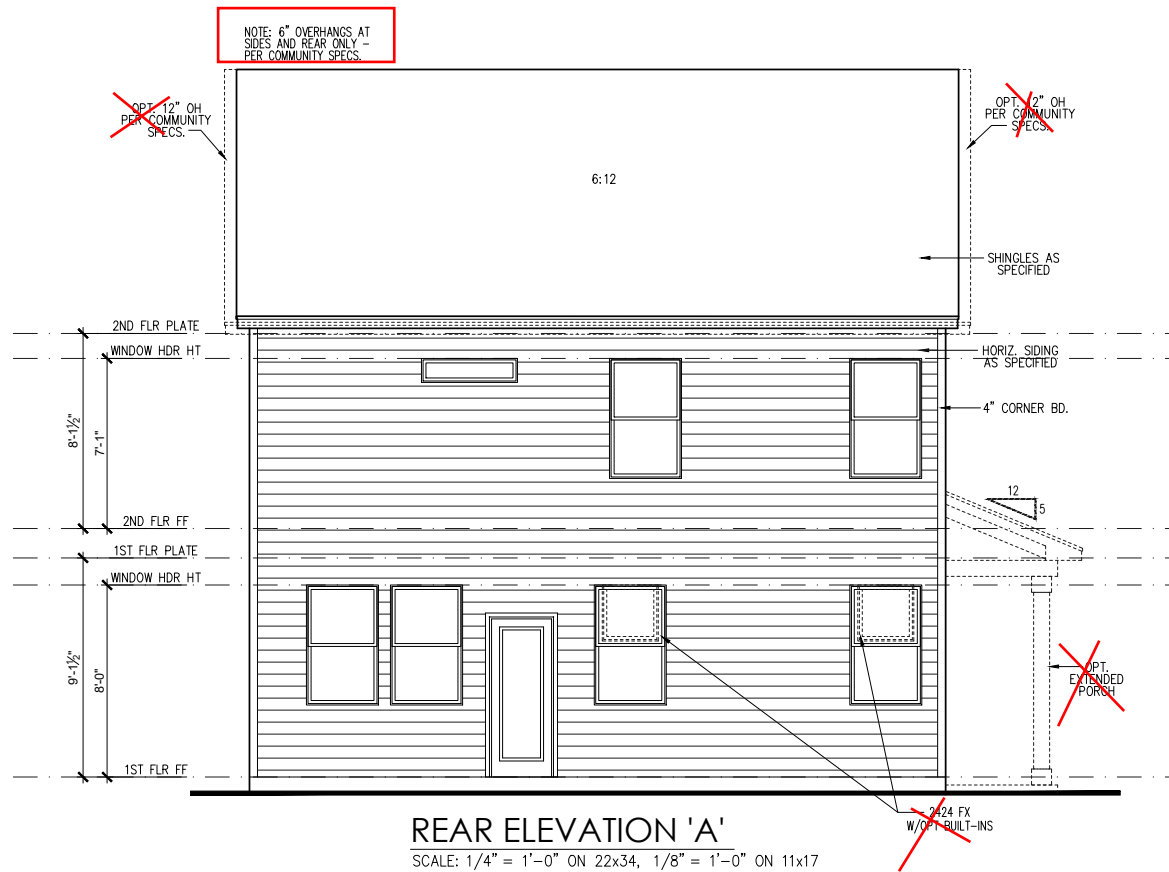 NOTE: 6" OVERHANGS AT
SIDES AND REAR ONLY -
PER COMMUNITY SPECS.
OPT. 12" OH
PER COMMUNITY
SPECS.
OPT. 12" OH
PER COMMUNITY
SPECS.
6:12
SHINGLES AS
SPECIFIED
2ND FLR PLATE
WINDOW HDR HT
HORIZ. SIDING
AS SPECIFIED
4" CORNER BD.
8'-1½"
7'-1"
12
5
2ND FLR FF
1ST FLR PLATE
WINDOW HDR HT
9'-1½"
8'-0"
OPT.
EXTENDED
PORCH
1ST FLR FF
2424 FX
W/OPT BUILT-INS
REAR ELEVATION 'A'
SCALE: 1/4" = 1'-0" ON 22x34, 1/8" = 1'-0" ON 11x17